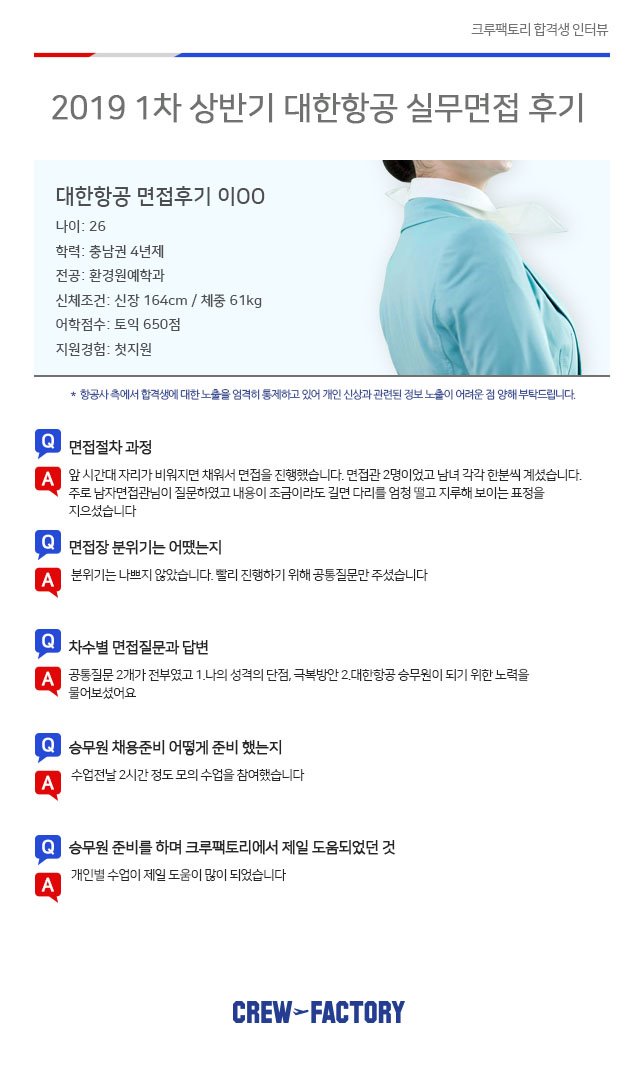 크루팩토리 합격생 인터뷰
2019 1차 상반기 대한항공 실무면접 후기
대한항공 면접후기 이OO
나이: 26
학력: 충남권 4년제
전공: 환경원예학과
신체조건: 신장 164cm / 체중 61kg
어학점수: 토익 650점
지원경험: 첫지원
* 항공사 측에서 합격생에 대한 노출을 엄격히 통제하고 있어 개인 신상과 관련된 정보 노출이 어려운 점 양해 부탁드립니다.
Q 면접절차 과정
A 앞 시간대 자리가 비워지면 채워서 면접을 진행했습니다. 면접관 2명이었고 남녀 각각 한분씩 계셨습니다.
주로 남자면접관님이 질문하였고 내용이 조금이라도 길면 다리를 엄청 떨고 지루해 보이는 표정을
지으셨습니다
Q 면접장 분위기는 어땠는지
A 분위기는 나쁘지 않았습니다. 빨리 진행하기 위해 공통질문만 주셨습니다
Q 차수별 면접질문과 답변
A 공통질문 2개가 전부였고 1.나의 성격의 단점, 극복방안 2.대한항공 승무원이 되기 위한 노력을
물어보셨어요
Q 승무원 채용준비 어떻게 준비 했는지
A 수업전날 2시간 정도 모의 수업을 참여했습니다
Q 승무원 준비를 하며 크루팩토리에서 제일 도움되었던 것
A 개인별 수업이 제일 도움이 많이 되었습니다
CREW FACTORY